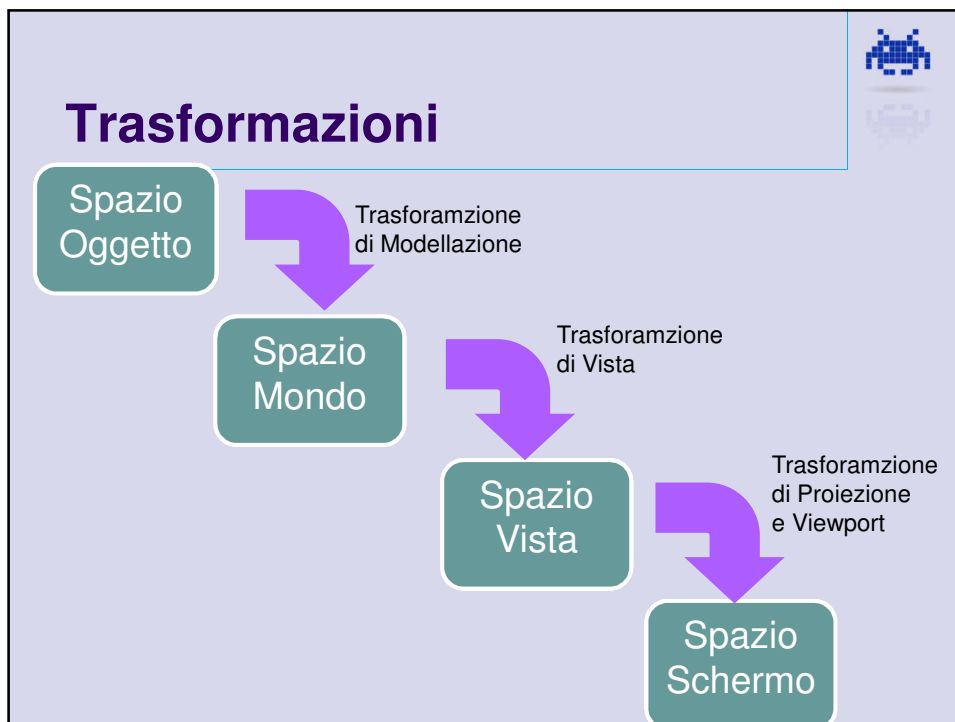 Trasformazioni
Spazio
Oggetto
Trasforamzione
di Modellazione
Spazio
Mondo
Trasforamzione
di Vista
Spazio
Vista
Trasforamzione
di Proiezione
e Viewport
Spazio
Schermo